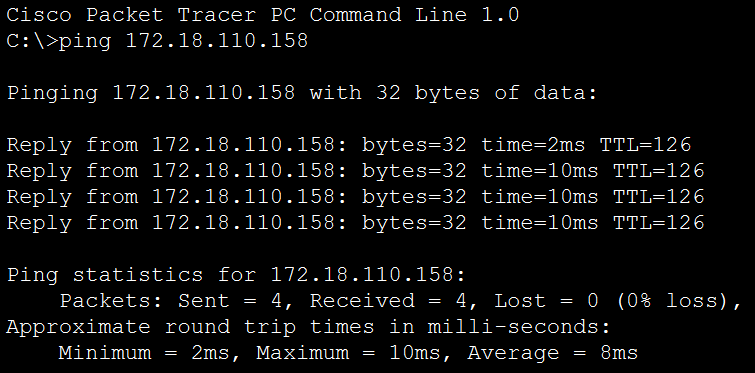 Cisco Packet Tracer PC Command Line 1.0
C:\>ping 172.18.110.158
Pinging 172.18.110.158 with 32 bytes of data:
Reply from 172.18.110.158: bytes=32 time=2ms TTL=126
Reply from 172.18.110.158: bytes=32 time=10ms TTL=126
Reply from 172.18.110.158: bytes=32 time=10ms TTL=126
Reply from 172.18.110.158: bytes=32 time=10ms TTL=126
Ping statistics for 172.18.110.158:
Packets: Sent = 4, Received = 4, Lost = 0 (0% loss),
Approximate round trip times in milli-seconds:
Minimum = 2ms, Maximum = 10ms, Average = 8ms